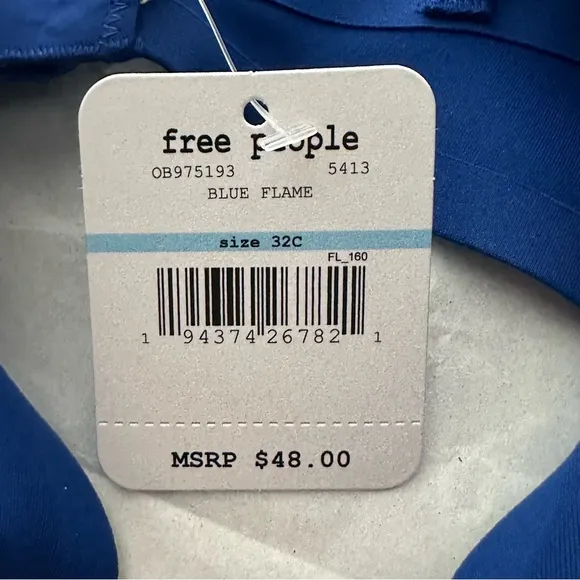 free people
OB975193 5413
BLUE FLAME
size 32C
FL_160
1 94374 26782 1
MSRP $48.00